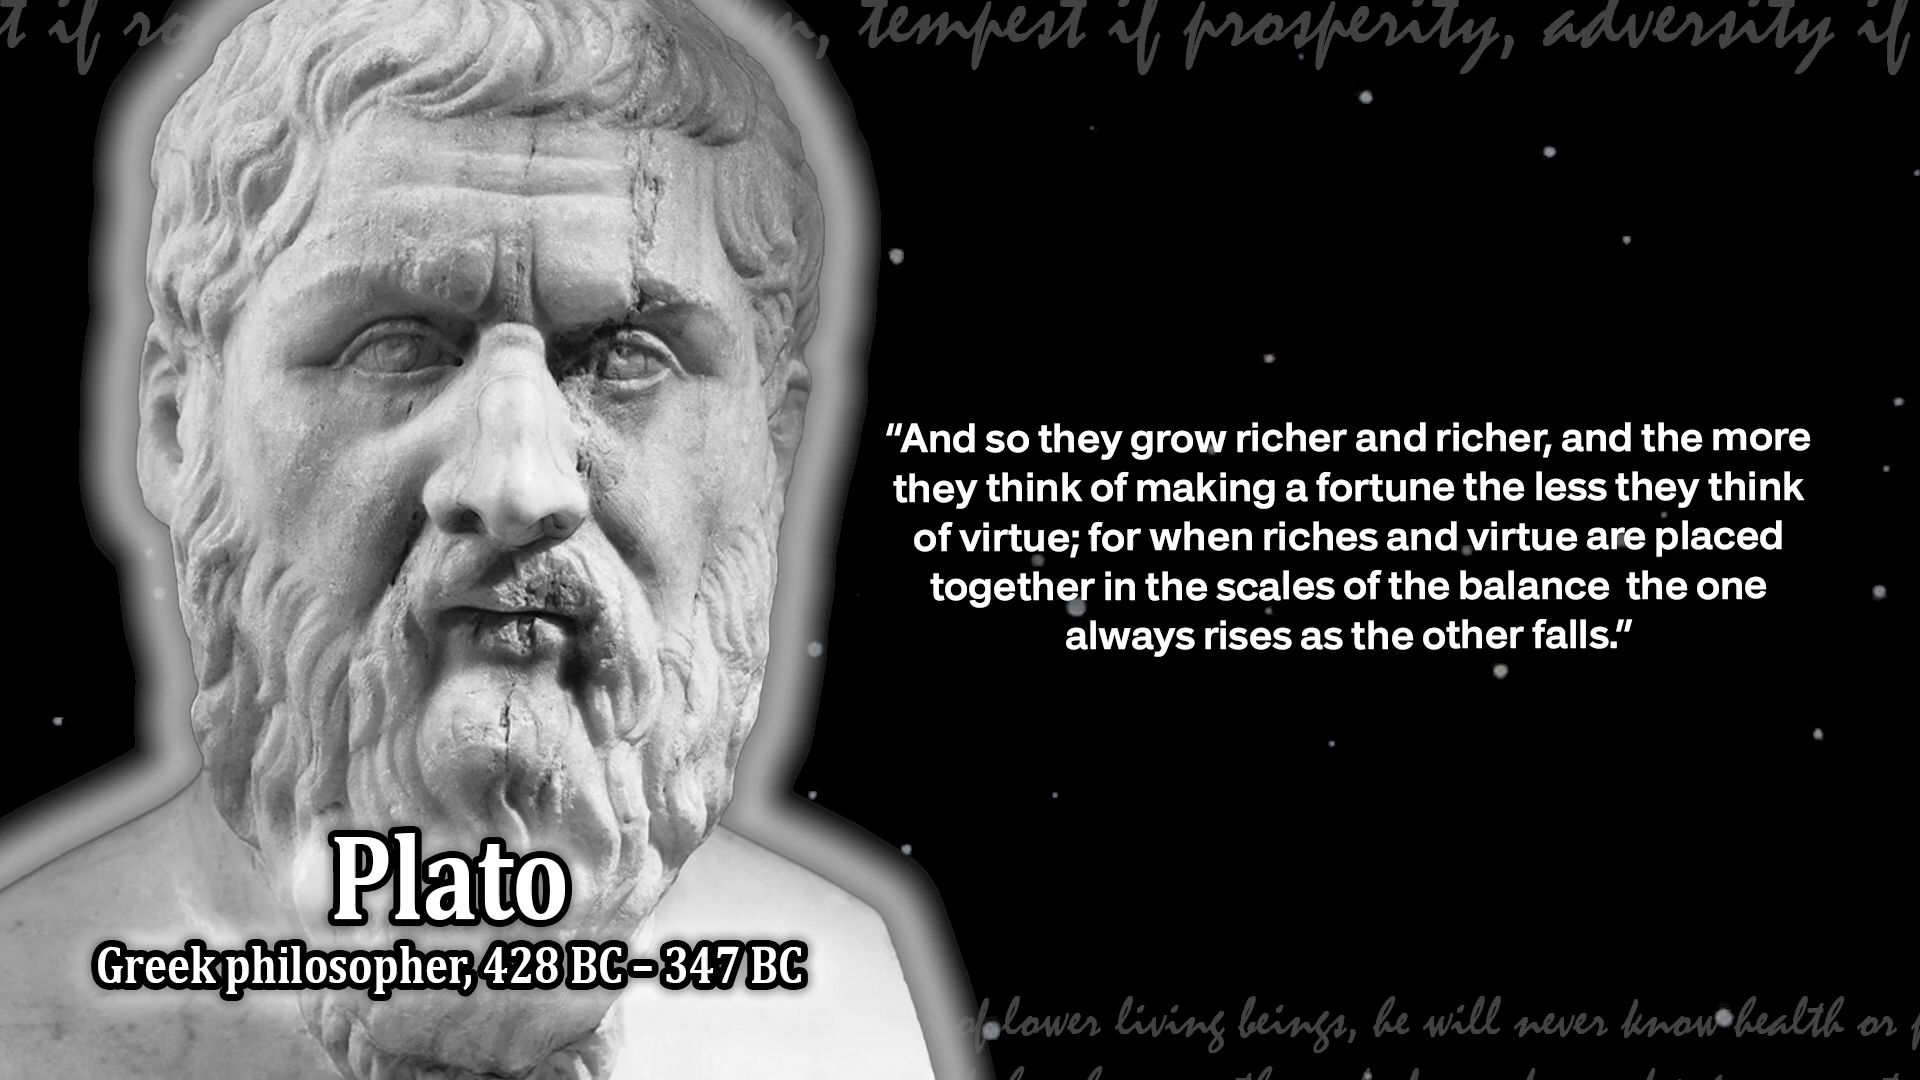 tempest if prosperity, adversity if
“And so they grow richer and richer, and the more
they think of making a fortune the less they think
of virtue; for when riches and virtue are placed
together in the scales of the balance  the one
always rises as the other falls.”
Plato
Greek philosopher, 428 BC – 347 BC
of lower living beings, he will never know health or